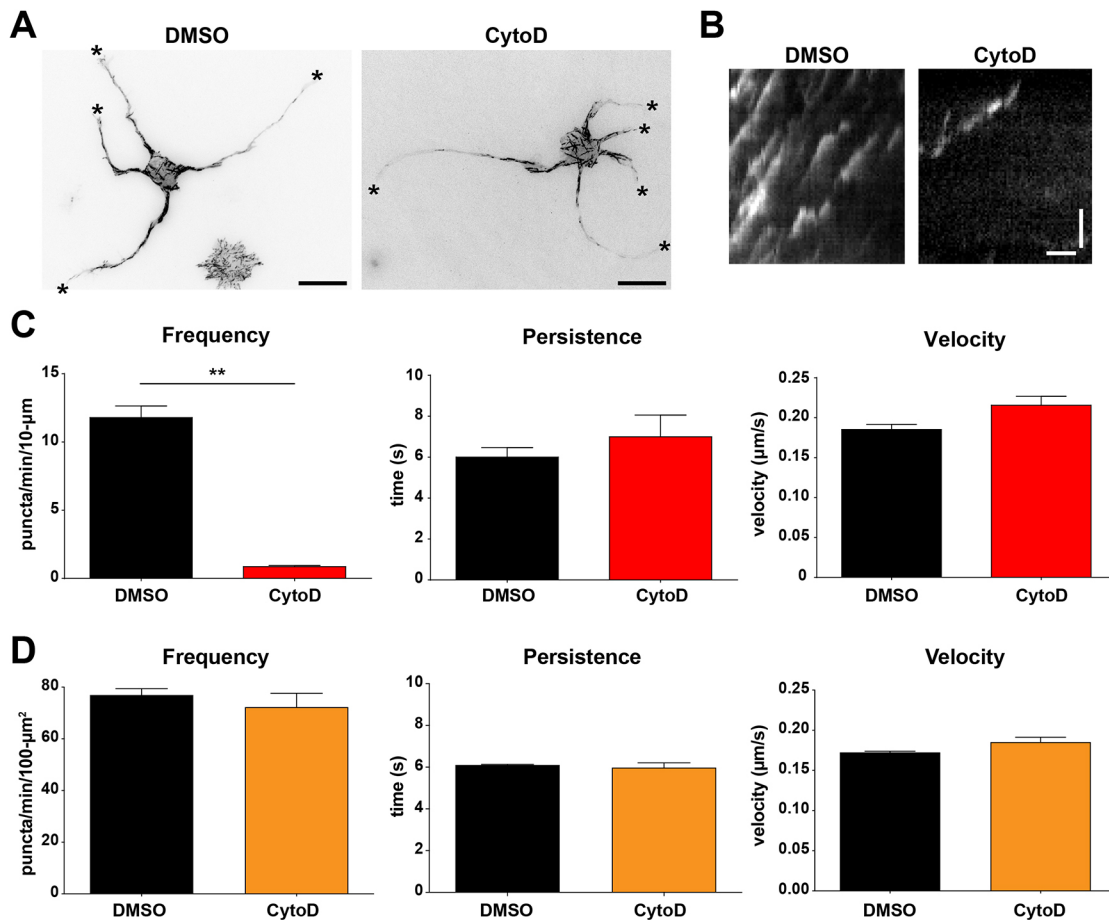 A
DMSO
CytoD
*
*
*
*
*
*
*
*
*
B
DMSO
CytoD
C
Frequency
puncta/min/10-µm
15
12
9
6
3
0
**
DMSO
CytoD
Persistence
time (s)
10
8
6
4
2
0
DMSO
CytoD
Velocity
velocity (µm/s)
0.25
0.20
0.15
0.10
0.05
0
DMSO
CytoD
D
Frequency
puncta/min/100-µm²
80
60
40
20
0
DMSO
CytoD
Persistence
time (s)
10
8
6
4
2
0
DMSO
CytoD
Velocity
velocity (µm/s)
0.25
0.20
0.15
0.10
0.05
0.00
DMSO
CytoD